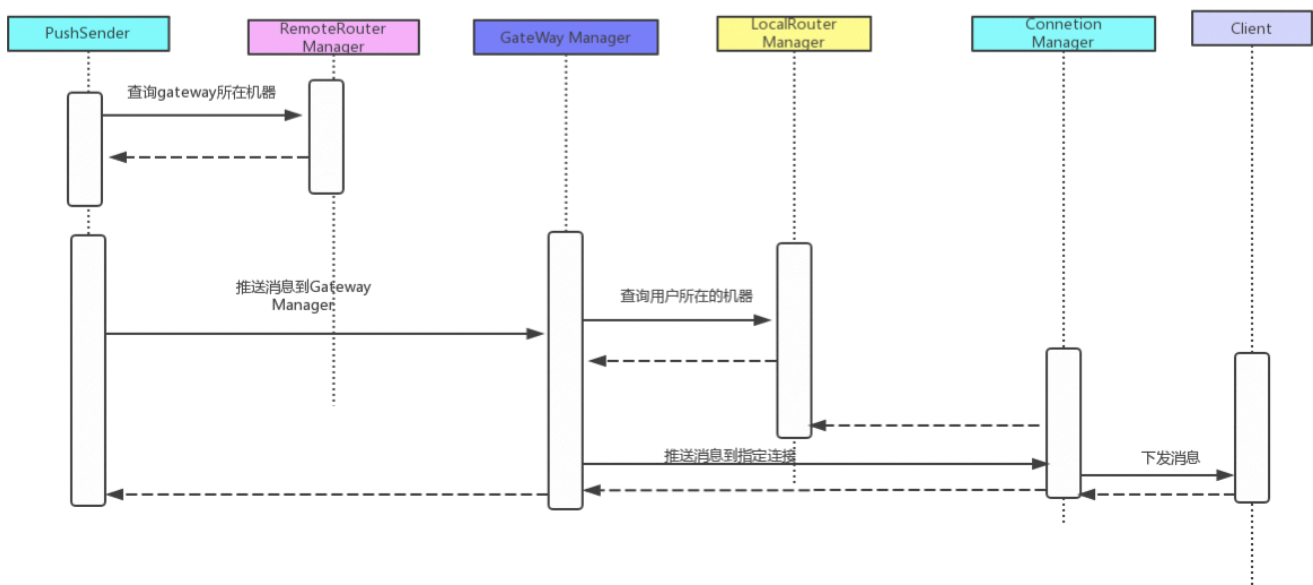 PushSender
RemoteRouter
Manager
GateWay Manager
LocalRouter
Manager
Connetion
Manager
Client
查询gateway所在机器
推送消息到Gateway
Manager
查询用户所在的机器
推送消息到指定连接
下发消息